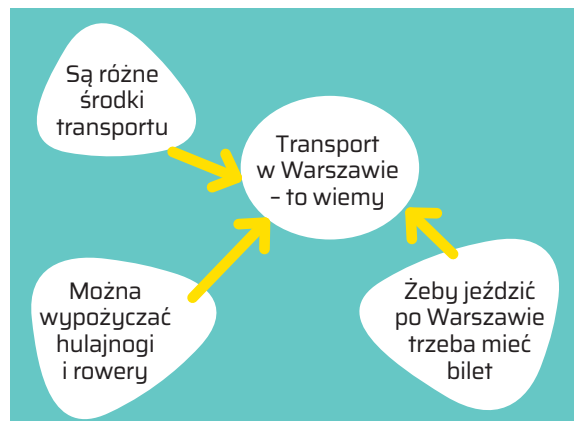 Są różne
środki
transportu
Transport
w Warszawie
– to wiemy
Można
wypożyczać
hulajnogi
i rowery
Żeby jeździć
po Warszawie
trzeba mieć
bilet